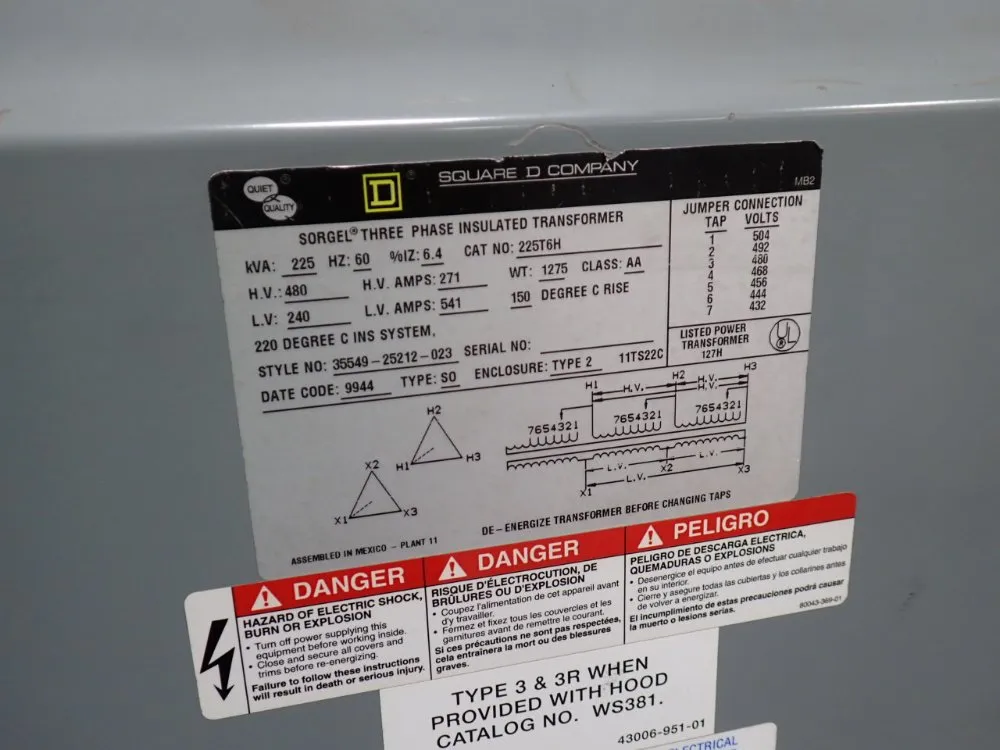 QUIET
&
QUALITY
D
SQUARE D COMPANY
MB2
SORGEL® THREE PHASE INSULATED TRANSFORMER
kVA: 225 HZ: 60 %IZ: 6.4 CAT NO: 225T6H
H.V.: 480 H.V. AMPS: 271 WT: 1275 CLASS: AA
L.V: 240 L.V. AMPS: 541 150 DEGREE C RISE
220 DEGREE C INS SYSTEM,
STYLE NO: 35549-25212-023 SERIAL NO:
DATE CODE: 9944 TYPE: SO ENCLOSURE: TYPE 2 11TS22C
JUMPER CONNECTION
TAP VOLTS
1 504
2 492
3 480
4 468
5 456
6 444
7 432
LISTED POWER
TRANSFORMER
127H
UL
H1 H.V. H2 H.V. H3
H.V.
7654321 7654321 7654321
L.V. X2 L.V. X3
X1 L.V.
H2
H1 H3
X2
X1 X3
DE-ENERGIZE TRANSFORMER BEFORE CHANGING TAPS
ASSEMBLED IN MEXICO - PLANT 11
DANGER
HAZARD OF ELECTRIC SHOCK,
BURN OR EXPLOSION
• Turn off power supplying this
equipment before working inside.
• Close and secure all covers and
trims before re-energizing.
Failure to follow these instructions
will result in death or serious injury.
DANGER
RISQUE D'ÉLECTROCUTION, DE
BRÛLURES OU D'EXPLOSION
• Coupez l'alimentation de cet appareil avant
d'y travailler.
• Fermez et fixez tous les couvercles et les
garnitures avant de remettre le courant.
Si ces précautions ne sont pas respectées,
cela entraînera la mort ou des blessures
graves.
PELIGRO
PELIGRO DE DESCARGA ELECTRICA,
QUEMADURAS O EXPLOSIONS
• Desenergice el equipo antes de efectuar cualquier trabajo
en su interior.
• Cierre y asegure todas las cubiertas y los collarines antes
de volver a energizar.
El incumplimiento de estas precauciones podrá causar
la muerto o lesiones serias.
80043-369-01
TYPE 3 & 3R WHEN
PROVIDED WITH HOOD
CATALOG NO. WS381.
43006-951-01